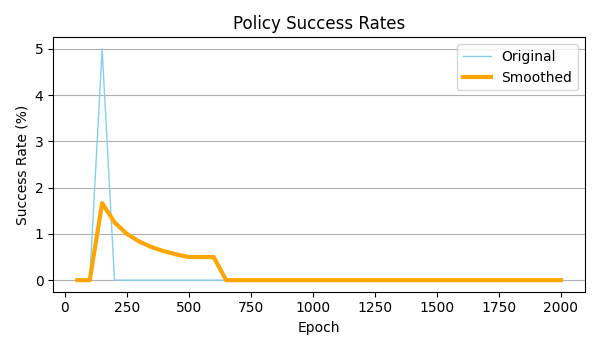 Policy Success Rates
Success Rate (%)
5
4
3
2
1
0
Original
Smoothed
0 250 500 750 1000 1250 1500 1750 2000
Epoch